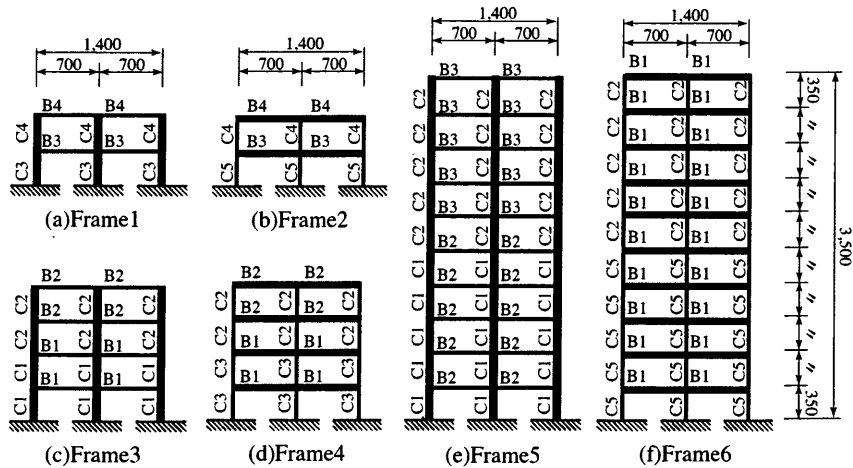 1,400
700 700
B4 B4
C4 B3 C4 B3 C4
C3 C3 C3
(a)Frame1
1,400
700 700
B4 B4
C4 B3 C4 B3 C4
C5 C5 C5
(b)Frame2
B2 B2
C2 B2 C2 B2 C2
C2 B1 C2 B1 C2
C1 B1 C1 B1 C1
C1 C1 C1
(c)Frame3
B2 B2
C2 B2 C2 B2 C2
C2 B1 C2 B1 C2
C3 B1 C3 B1 C3
C3 C3 C3
(d)Frame4
1,400
700 700
B3 B3
C2 B3 C2 B3 C2
C2 B3 C2 B3 C2
C2 B3 C2 B3 C2
C2 B3 C2 B3 C2
C2 B2 C2 B2 C2
C1 B2 C1 B2 C1
C1 B2 C1 B2 C1
C1 B2 C1 B2 C1
C1 B2 C1 B2 C1
C1 C1 C1
(e)Frame5
1,400
700 700
B1 B1
C2 B1 C2 B1 C2
C2 B1 C2 B1 C2
C2 B1 C2 B1 C2
C2 B1 C2 B1 C2
C2 B1 C2 B1 C2
C5 B1 C5 B1 C5
C5 B1 C5 B1 C5
C5 B1 C5 B1 C5
C5 B1 C5 B1 C5
C5 C5 C5
(f)Frame6
350
〃
〃
〃
〃
〃
〃
〃
〃
350
3,500